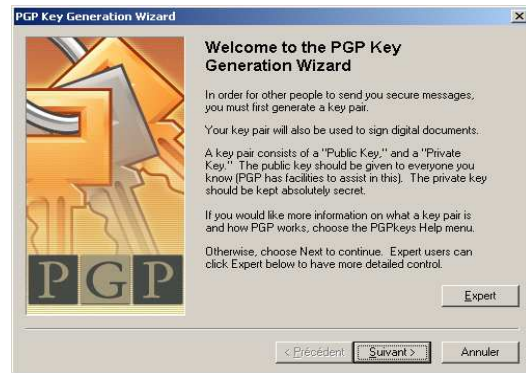 PGP Key Generation Wizard
Welcome to the PGP Key
Generation Wizard
In order for other people to send you secure messages,
you must first generate a key pair.
Your key pair will also be used to sign digital documents.
A key pair consists of a "Public Key," and a "Private
Key." The public key should be given to everyone you
know (PGP has facilities to assist in this). The private key
should be kept absolutely secret.
If you would like more information on what a key pair is
and how PGP works, choose the PGPkeys Help menu.
Otherwise, choose Next to continue. Expert users can
click Expert below to have more detailed control.
PGP
Expert
< Précédent Suivant > Annuler